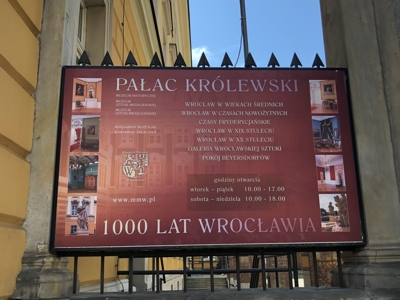 PAŁAC KRÓLEWSKI
WROCŁAW W WIEKACH ŚREDNICH
WROCŁAW W CZASACH NOWOŻYTNYCH
CZASY FRYDERYCJAŃSKIE
WROCŁAW W XIX STULECIU
WROCŁAW W XX STULECIU
GALERIA WROCŁAWSKIEJ SZTUKI
POKÓJ BEYERSDORFÓW
www.mmw.pl
godziny otwarcia
wtorek – piątek 10.00 - 17.00
sobota – niedziela 10.00 - 18.00
1000 LAT WROCŁAWIA